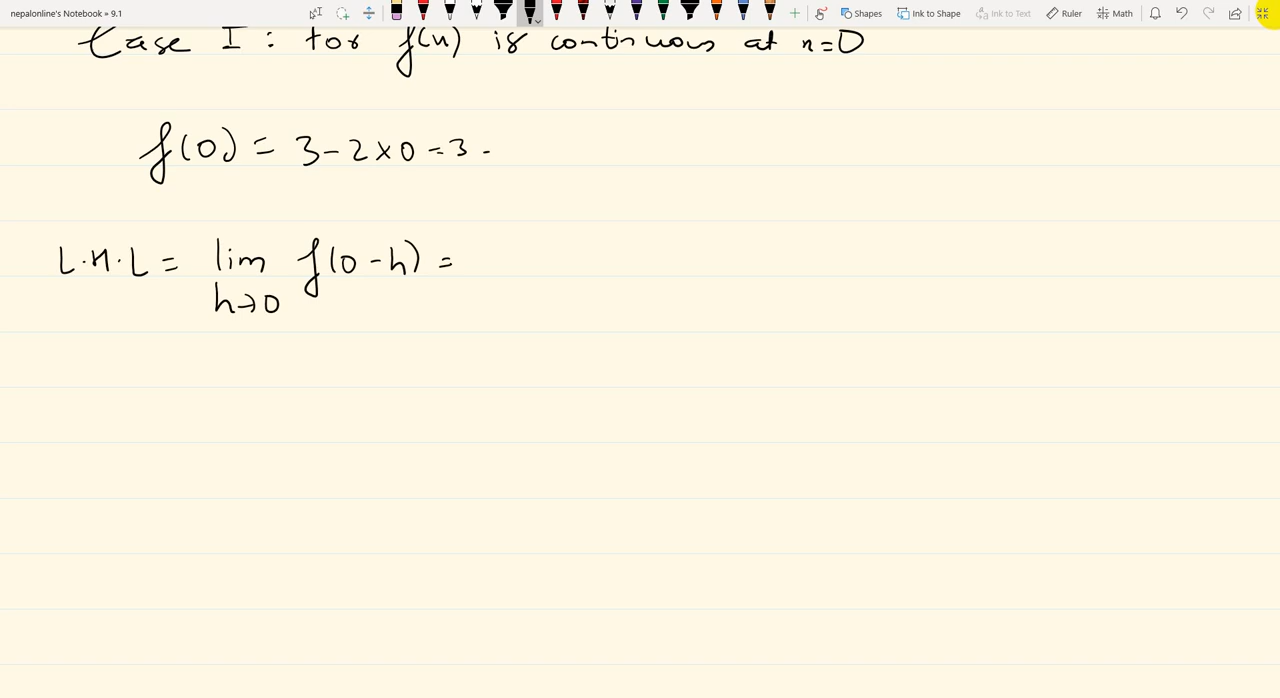 nepalonline's Notebook » 9.1
Shapes Ink to Shape Ink to Text Ruler Math
Case I : for f(x) is continuous at x=0
f(0) = 3-2×0 = 3 -
L.H.L = lim f(0-h) =
h→0